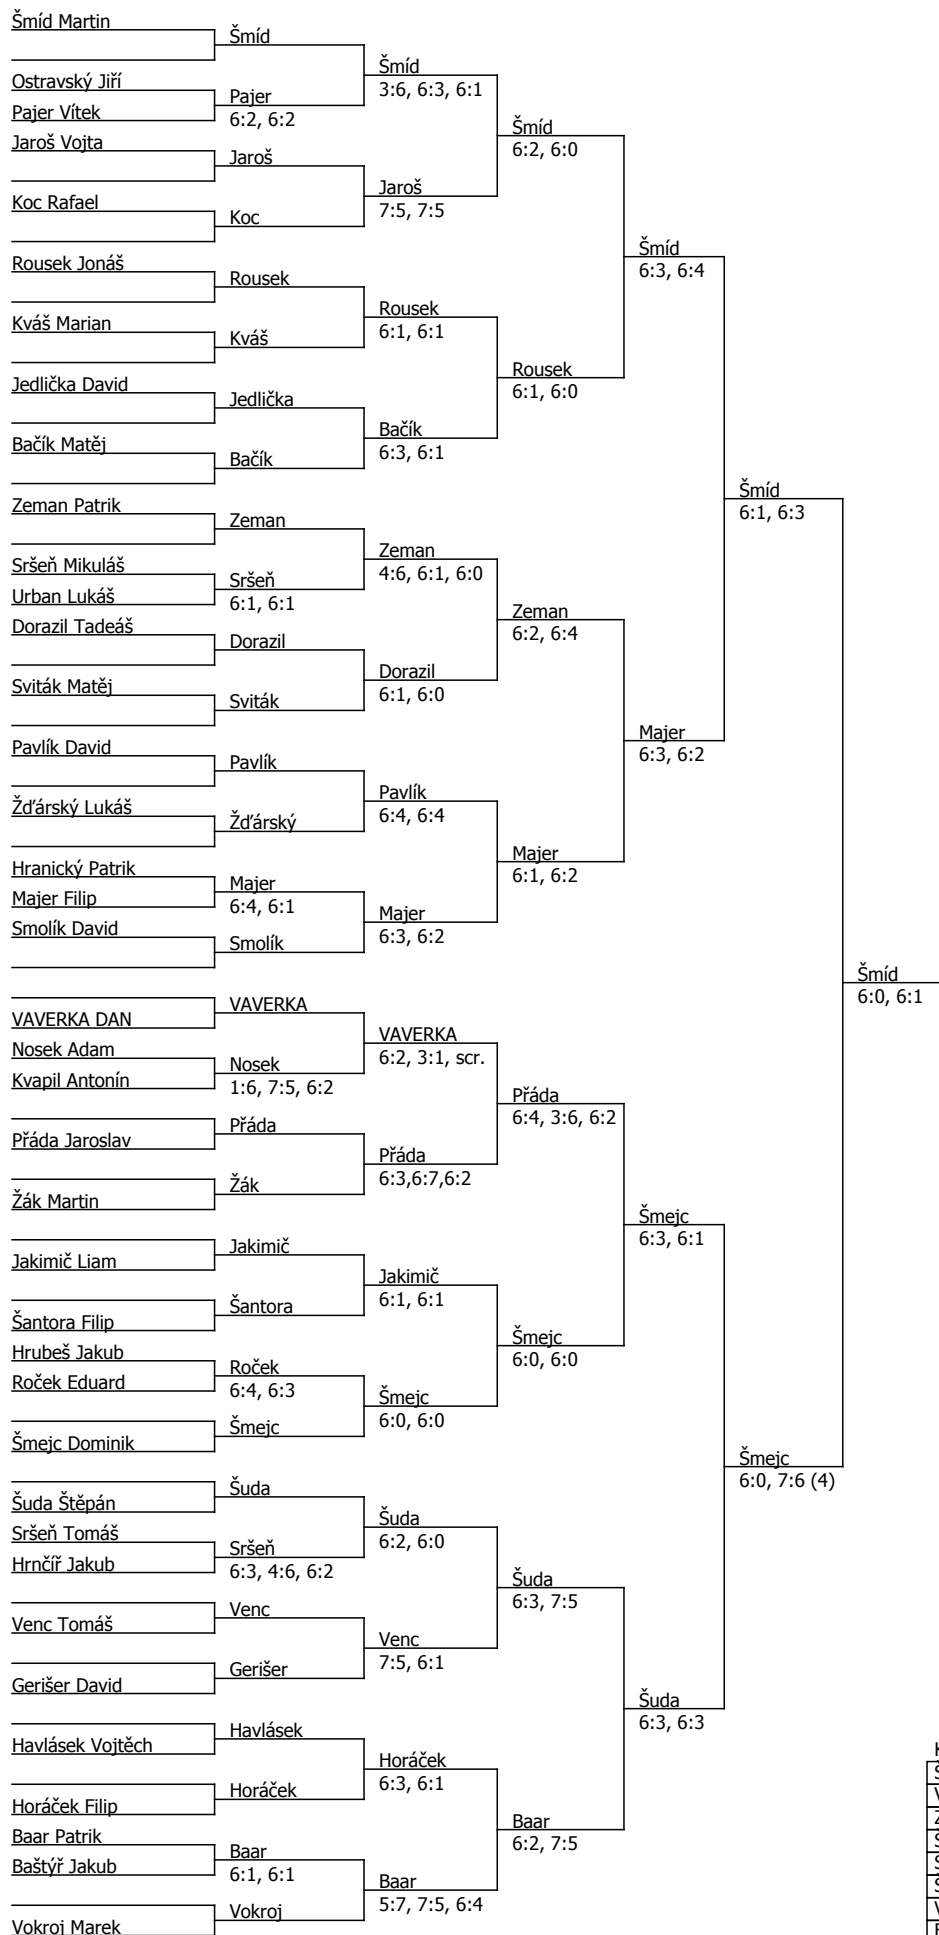 Šmíd Martin
Ostravský Jiří
Pajer Vítek
Jaroš Vojta
Koc Rafael
Rousek Jonáš
Kváš Marian
Jedlička David
Bačík Matěj
Zeman Patrik
Sršeň Mikuláš
Urban Lukáš
Dorazil Tadeáš
Sviták Matěj
Pavlík David
Žďárský Lukáš
Hranický Patrik
Majer Filip
Smolík David
VAVERKA DAN
Nosek Adam
Kvapil Antonín
Přáda Jaroslav
Žák Martin
Jakimič Liam
Šantora Filip
Hrubeš Jakub
Roček Eduard
Šmejc Dominik
Šuda Štěpán
Sršeň Tomáš
Hrnčíř Jakub
Venc Tomáš
Gerišer David
Havlásek Vojtěch
Horáček Filip
Baar Patrik
Baštýř Jakub
Vokroj Marek
Šmíd
Pajer
6:2, 6:2
Jaroš
Koc
Rousek
Kváš
Jedlička
Bačík
Zeman
Sršeň
6:1, 6:1
Dorazil
Sviták
Pavlík
Žďárský
Majer
6:4, 6:1
Smolík
VAVERKA
Nosek
1:6, 7:5, 6:2
Přáda
Žák
Jakimič
Šantora
Roček
6:4, 6:3
Šmejc
Šuda
Sršeň
6:3, 4:6, 6:2
Venc
Gerišer
Havlásek
Horáček
Baar
6:1, 6:1
Vokroj
Šmíd
3:6, 6:3, 6:1
Jaroš
7:5, 7:5
Rousek
6:1, 6:1
Bačík
6:3, 6:1
Zeman
4:6, 6:1, 6:0
Dorazil
6:1, 6:0
Pavlík
6:4, 6:4
Majer
6:3, 6:2
VAVERKA
6:2, 3:1, scr.
Přáda
6:3,6:7,6:2
Jakimič
6:1, 6:1
Šmejc
6:0, 6:0
Šuda
6:2, 6:0
Venc
7:5, 6:1
Horáček
6:3, 6:1
Baar
5:7, 7:5, 6:4
Šmíd
6:2, 6:0
Rousek
6:1, 6:0
Zeman
6:2, 6:4
Majer
6:1, 6:2
Přáda
6:4, 3:6, 6:2
Šmejc
6:0, 6:0
Šuda
6:3, 7:5
Baar
6:2, 7:5
Šmíd
6:3, 6:4
Majer
6:3, 6:2
Šmejc
6:3, 6:1
Šuda
6:3, 6:3
Šmíd
6:1, 6:3
Šmejc
6:0, 7:6 (4)
Šmíd
6:0, 6:1